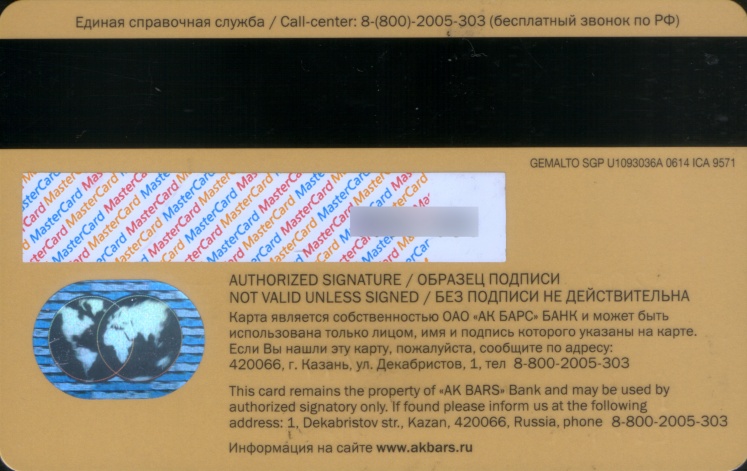 Единая справочная служба / Call-center: 8-(800)-2005-303 (бесплатный звонок по РФ)
GEMALTO SGP U1093036A 0614 ICA 9571
MasterCard MasterCard MasterCard MasterCard
AUTHORIZED SIGNATURE / ОБРАЗЕЦ ПОДПИСИ
NOT VALID UNLESS SIGNED / БЕЗ ПОДПИСИ НЕ ДЕЙСТВИТЕЛЬНА
Карта является собственностью ОАО «АК БАРС» БАНК и может быть
использована только лицом, имя и подпись которого указаны на карте.
Если Вы нашли эту карту, пожалуйста, сообщите по адресу:
420066, г. Казань, ул. Декабристов, 1, тел 8-800-2005-303
This card remains the property of «AK BARS» Bank and may be used by
authorized signatory only. If found please inform us at the following
address: 1, Dekabristov str., Kazan, 420066, Russia, phone 8-800-2005-303
Информация на сайте www.akbars.ru